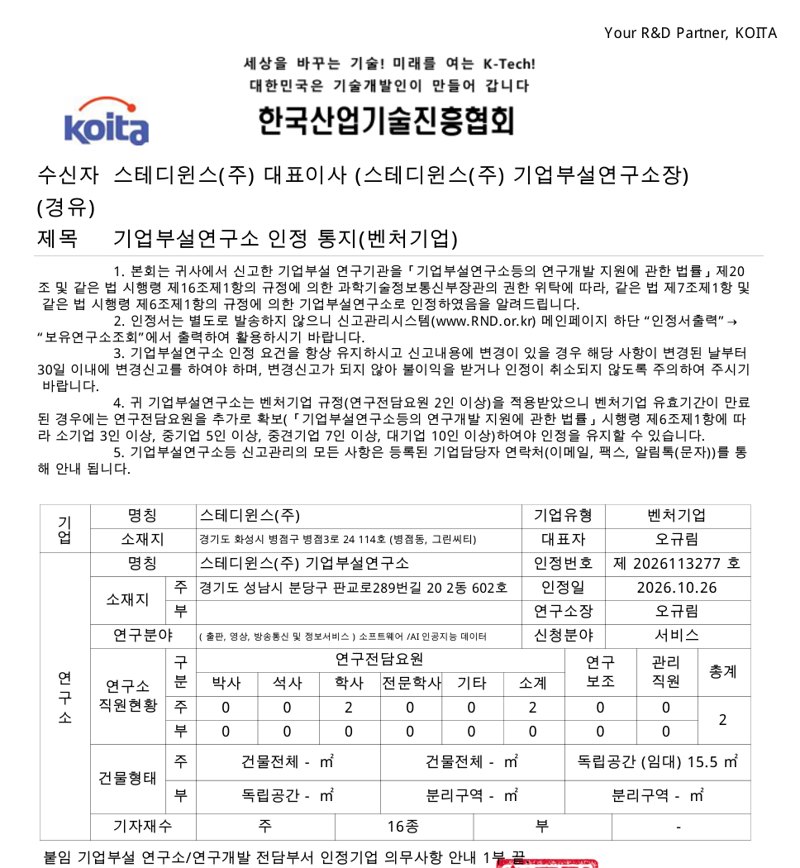 Your R&D Partner, KOITA
세상을 바꾸는 기술! 미래를 여는 K-Tech!
대한민국은 기술개발인이 만들어 갑니다
koita
한국산업기술진흥협회
수신자 스테디윈스(주) 대표이사 (스테디윈스(주) 기업부설연구소장)
(경유)
제목 기업부설연구소 인정 통지(벤처기업)
1. 본회는 귀사에서 신고한 기업부설 연구기관을 ｢기업부설연구소등의 연구개발 지원에 관한 법률｣ 제20
조 및 같은 법 시행령 제16조제1항의 규정에 의한 과학기술정보통신부장관의 권한 위탁에 따라, 같은 법 제7조제1항 및
같은 법 시행령 제6조제1항의 규정에 의한 기업부설연구소로 인정하였음을 알려드립니다.
2. 인정서는 별도로 발송하지 않으니 신고관리시스템(www.RND.or.kr) 메인페이지 하단 “인정서출력” →
“보유연구소조회”에서 출력하여 활용하시기 바랍니다.
3. 기업부설연구소 인정 요건을 항상 유지하시고 신고내용에 변경이 있을 경우 해당 사항이 변경된 날부터
30일 이내에 변경신고를 하여야 하며, 변경신고가 되지 않아 불이익을 받거나 인정이 취소되지 않도록 주의하여 주시기
바랍니다.
4. 귀 기업부설연구소는 벤처기업 규정(연구전담요원 2인 이상)을 적용받았으니 벤처기업 유효기간이 만료
된 경우에는 연구전담요원을 추가로 확보(｢기업부설연구소등의 연구개발 지원에 관한 법률｣ 시행령 제6조제1항에 따
라 소기업 3인 이상, 중기업 5인 이상, 중견기업 7인 이상, 대기업 10인 이상)하여야 인정을 유지할 수 있습니다.
5. 기업부설연구소등 신고관리의 모든 사항은 등록된 기업담당자 연락처(이메일, 팩스, 알림톡(문자))를 통
해 안내 됩니다.
기업 명칭 스테디윈스(주) 기업유형 벤처기업
소재지 경기도 화성시 병점구 병점3로 24 114호 (병점동, 그린씨티) 대표자 오규림
연구소 명칭 스테디윈스(주) 기업부설연구소 인정번호 제 2026113277 호
소재지 주 경기도 성남시 분당구 판교로289번길 20 2동 602호 인정일 2026.10.26
부 연구소장 오규림
연구분야 ( 출판, 영상, 방송통신 및 정보서비스 ) 소프트웨어 /AI 인공지능 데이터 신청분야 서비스
연구소 직원현황 구분 연구전담요원 연구보조 관리직원 총계
박사 석사 학사 전문학사 기타 소계
주 0 0 2 0 0 2 0 0 2
부 0 0 0 0 0 0 0 0
건물형태 주 건물전체 - ㎡ 건물전체 - ㎡ 독립공간 (임대) 15.5 ㎡
부 독립공간 - ㎡ 분리구역 - ㎡ 분리구역 - ㎡
기자재수 주 16종 부 -
붙임 기업부설 연구소/연구개발 전담부서 인정기업 의무사항 안내 1부 끝